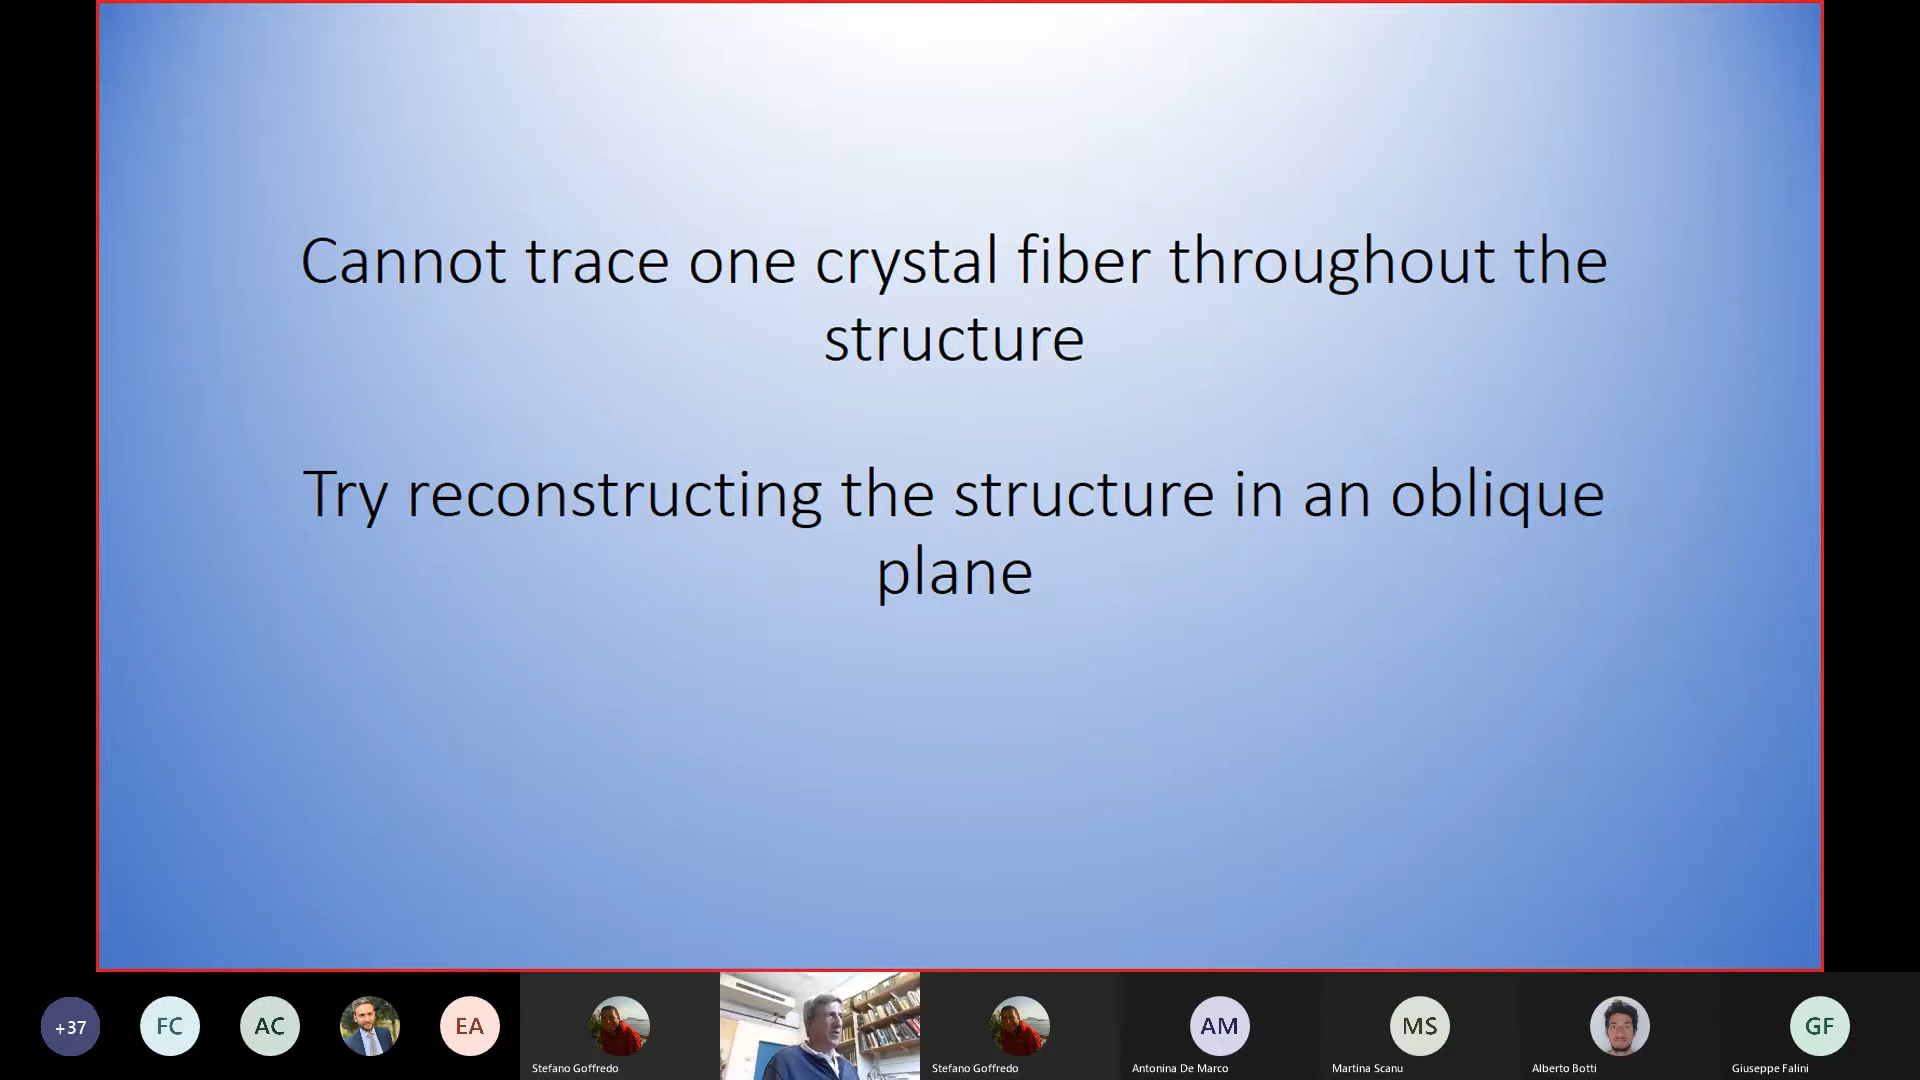 Cannot trace one crystal fiber throughout the
structure
Try reconstructing the structure in an oblique
plane
+37
FC
AC
EA
Stefano Goffredo
Stefano Goffredo
AM
Antonina De Marco
MS
Martina Scanu
Alberto Botti
GF
Giuseppe Falini